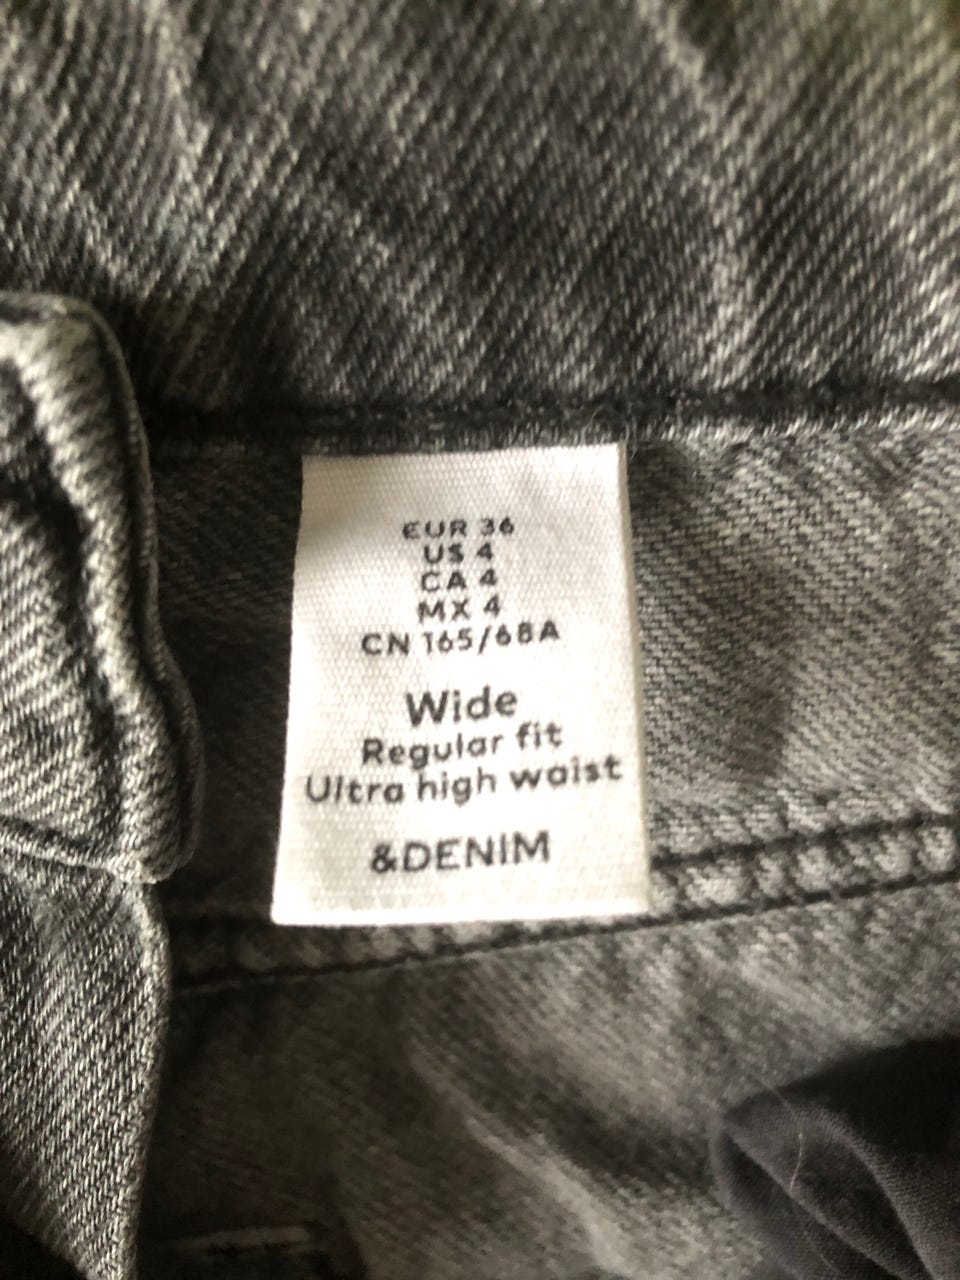 EUR 36
US 4
CA 4
MX 4
CN 165/68A
Wide
Regular fit
Ultra high waist
&DENIM